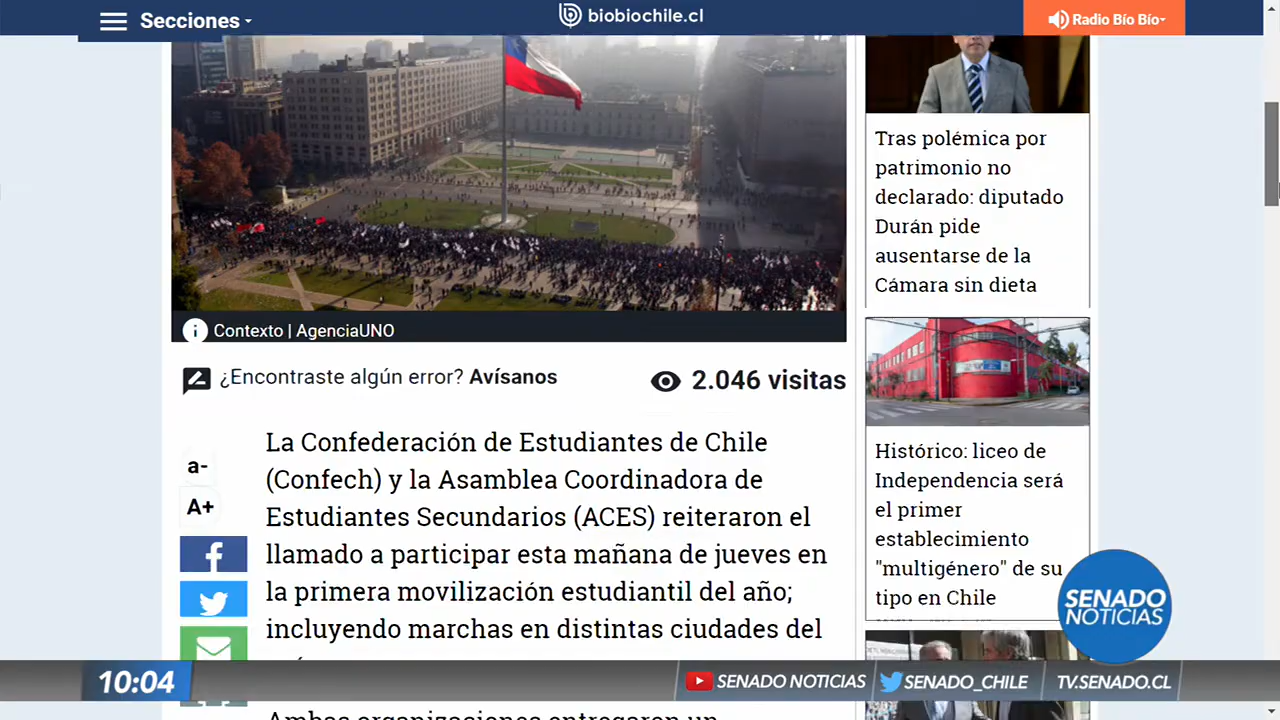 Secciones
biobiochile.cl
Radio Bío Bío
Contexto | AgenciaUNO
¿Encontraste algún error? Avísanos
2.046 visitas
a-
A+
La Confederación de Estudiantes de Chile
(Confech) y la Asamblea Coordinadora de
Estudiantes Secundarios (ACES) reiteraron el
llamado a participar esta mañana de jueves en
la primera movilización estudiantil del año;
incluyendo marchas en distintas ciudades del
Ambas organizaciones entregaron un
Tras polémica por
patrimonio no
declarado: diputado
Durán pide
ausentarse de la
Cámara sin dieta
Histórico: liceo de
Independencia será
el primer
establecimiento
"multigénero" de su
tipo en Chile
SENADO
NOTICIAS
10:04
SENADO NOTICIAS
SENADO_CHILE
TV.SENADO.CL